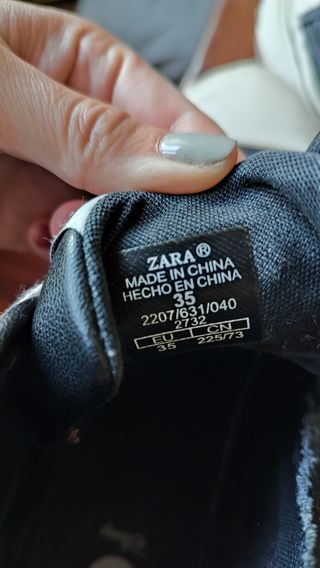 ZARA®
MADE IN CHINA
HECHO EN CHINA
35
2207/631/040
2732
EU CN
35 225/73